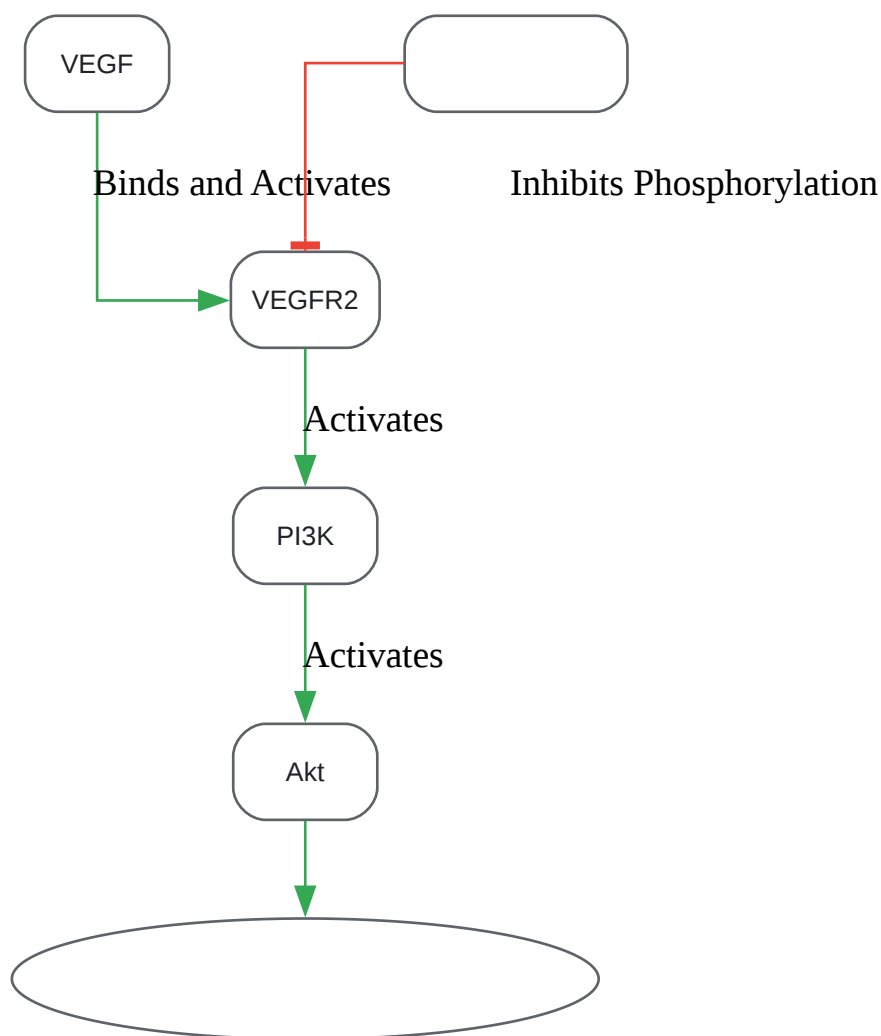 VEGF
Binds and Activates
Inhibits Phosphorylation
VEGFR2
Activates
PI3K
Activates
Akt